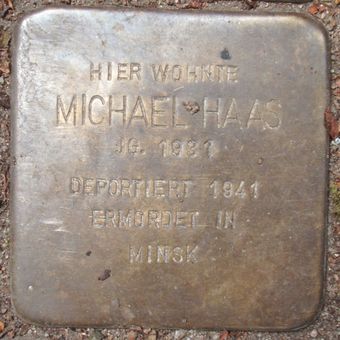 HIER WOHNTE
MICHAEL HAAS
JG. 1931
DEPORTIERT 1941
ERMORDET IN
MINSK